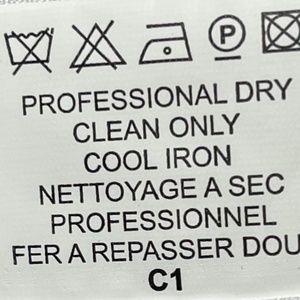 P
PROFESSIONAL DRY
CLEAN ONLY
COOL IRON
NETTOYAGE A SEC
PROFESSIONNEL
FER A REPASSER DOU
C1